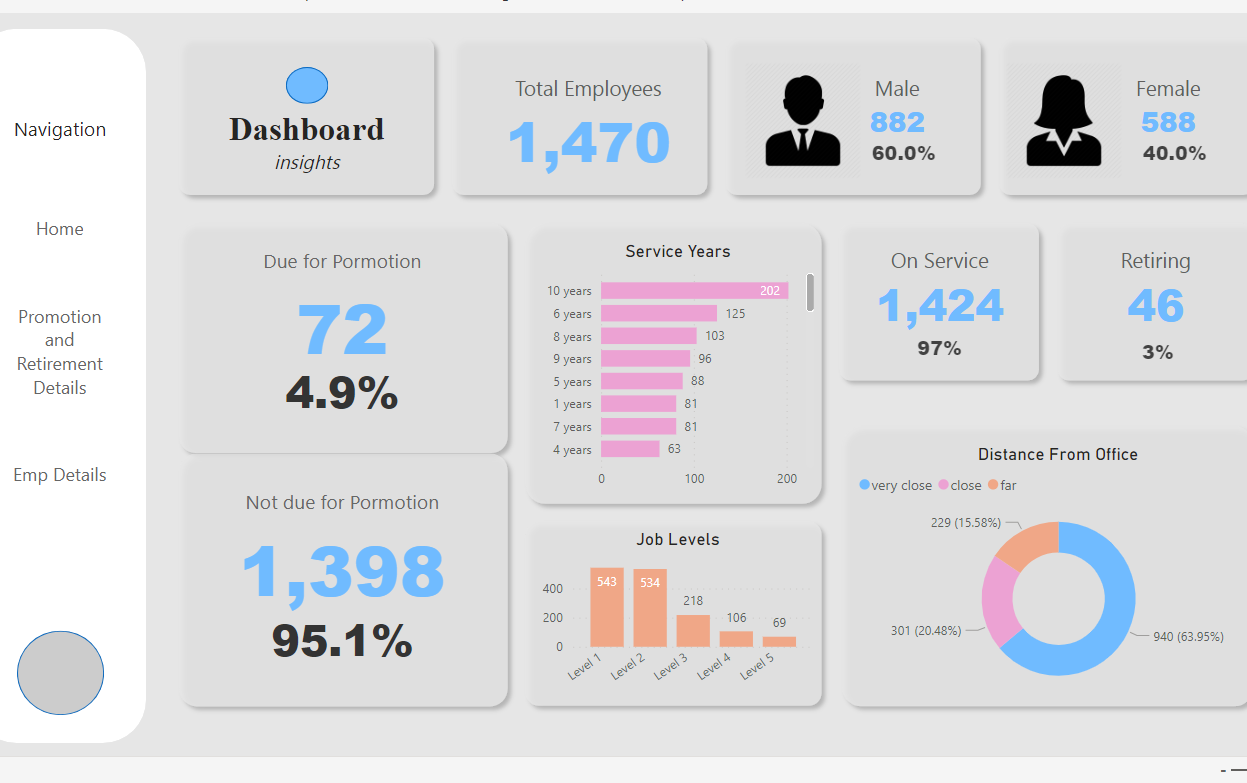 Navigation
Home
Promotion
and
Retirement
Details
Emp Details
Dashboard
insights
Total Employees
1,470
Male
882
60.0%
Female
588
40.0%
Due for Pormotion
72
4.9%
Not due for Pormotion
1,398
95.1%
Service Years
10 years 202
6 years 125
8 years 103
9 years 96
5 years 88
1 years 81
7 years 81
4 years 63
0 100 200
Job Levels
400
200
0
543 534 218 106 69
Level 1 Level 2 Level 3 Level 4 Level 5
On Service
1,424
97%
Retiring
46
3%
Distance From Office
very close close far
229 (15.58%)
301 (20.48%)
940 (63.95%)